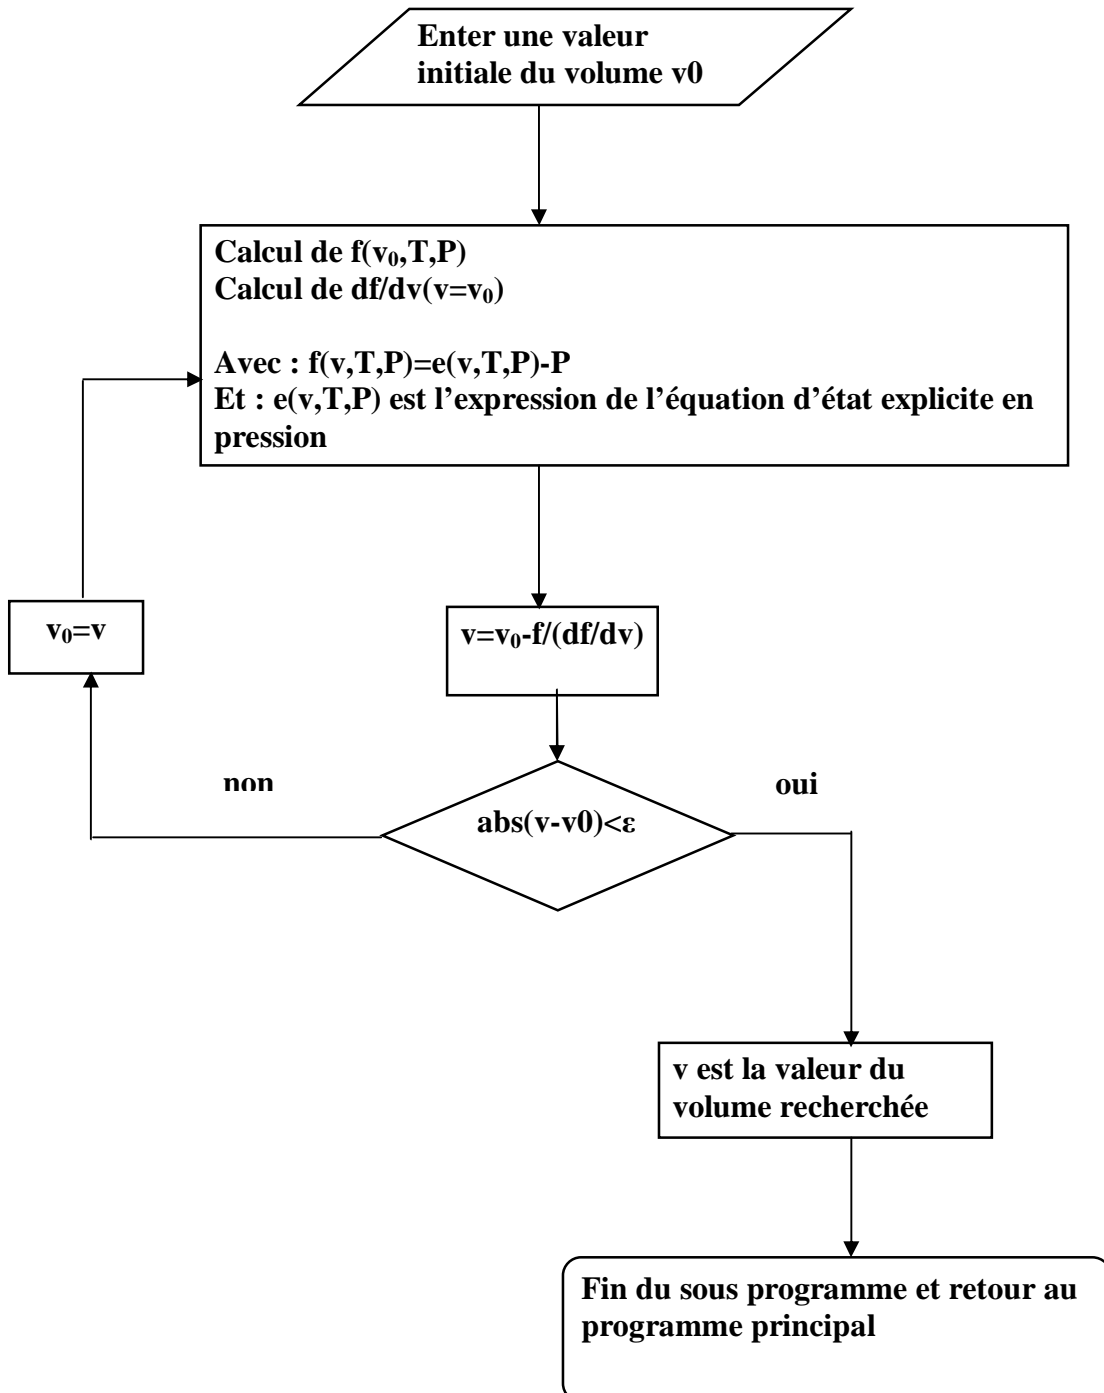 Enter une valeur
initiale du volume v0
Calcul de f(v₀,T,P)
Calcul de df/dv(v=v₀)
Avec : f(v,T,P)=e(v,T,P)-P
Et : e(v,T,P) est l’expression de l’équation d’état explicite en
pression
v₀=v
v=v₀-f/(df/dv)
non
oui
abs(v-v0)<ε
v est la valeur du
volume recherchée
Fin du sous programme et retour au
programme principal